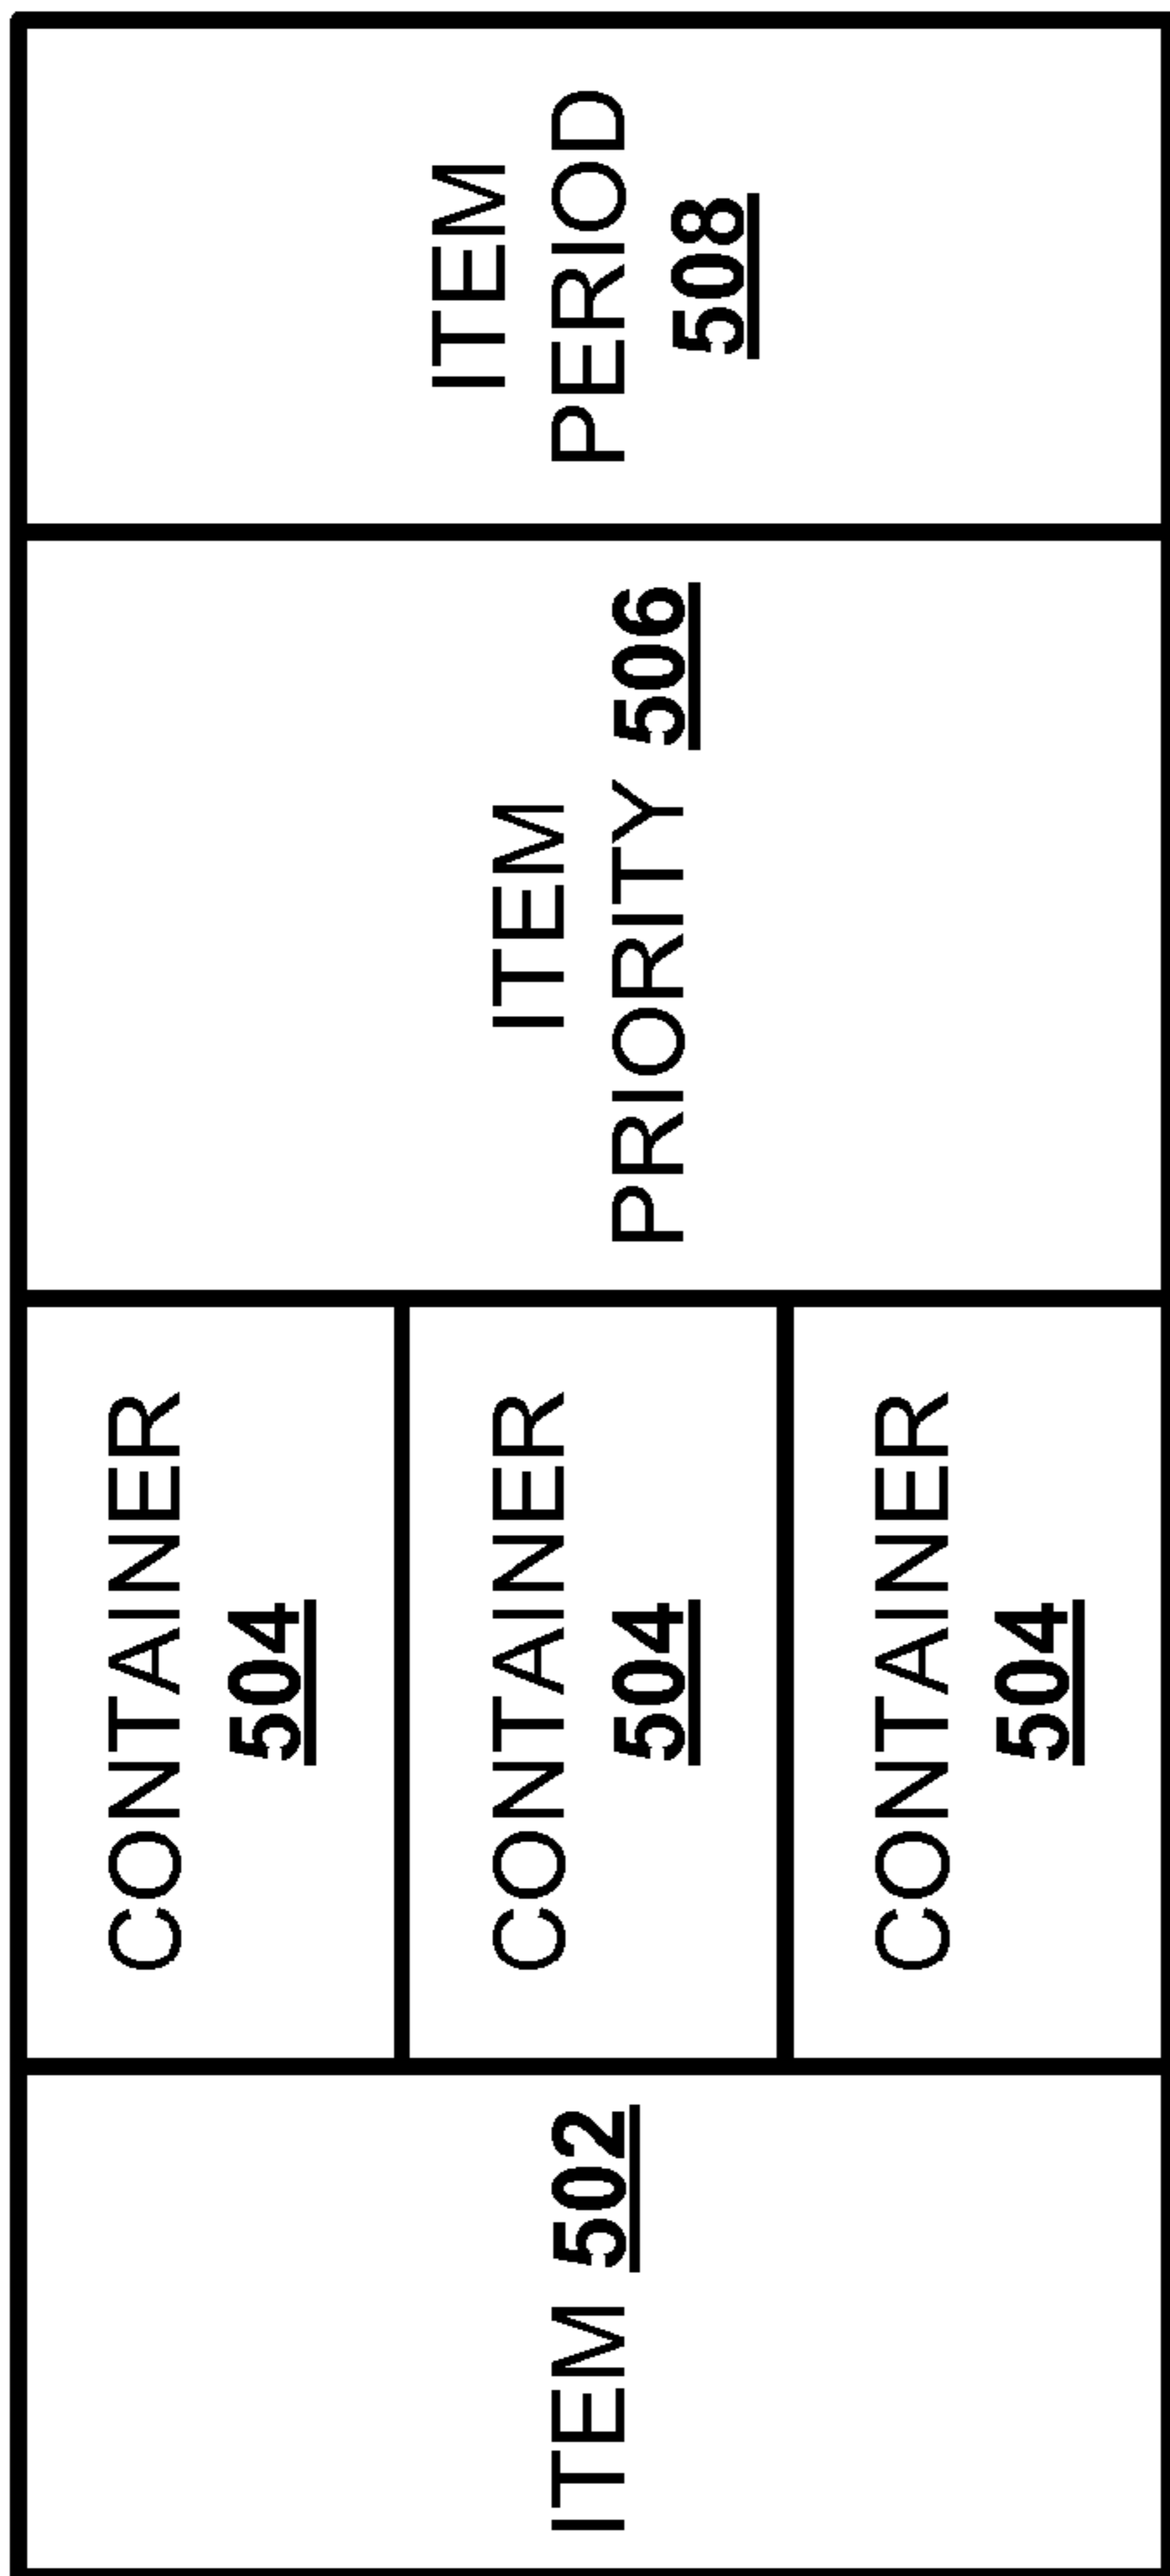 ITEM 502
CONTAINER
504
CONTAINER
504
CONTAINER
504
ITEM
PRIORITY 506
ITEM
PERIOD
508